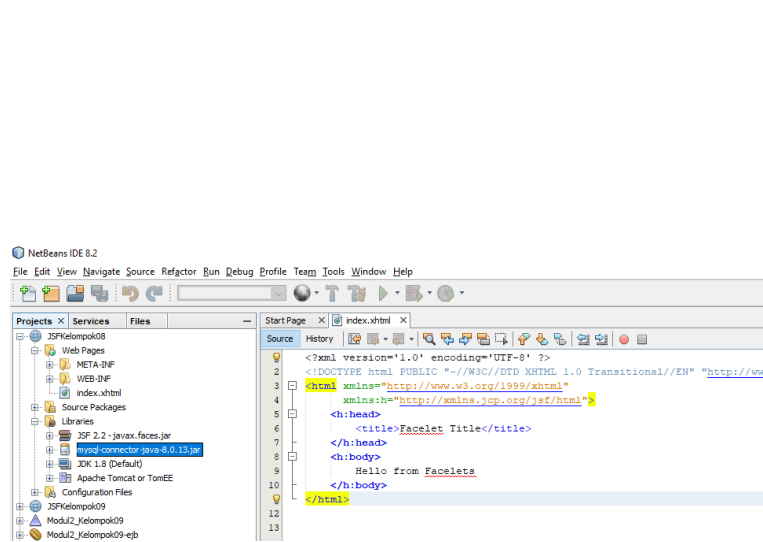 NetBeans IDE 8.2
File Edit View Navigate Source Refactor Run Debug Profile Team Tools Window Help
Projects Services Files
JSFKelompok08
Web Pages
META-INF
WEB-INF
index.xhtml
Source Packages
Libraries
JSF 2.2 - javax.faces.jar
mysql-connector-java-8.0.13.jar
JDK 1.8 (Default)
Apache Tomcat or TomEE
Configuration Files
JSFKelompok09
Modul2_Kelompok09
Modul2_Kelompok09-ejb
Start Page index.xhtml
Source History
<?xml version='1.0' encoding='UTF-8' ?>
2 <!DOCTYPE html PUBLIC "-//W3C//DTD XHTML 1.0 Transitional//EN" "http://ww
3 <html xmlns="http://www.w3.org/1999/xhtml"
4 xmlns:h="http://xmlns.jcp.org/jsf/html">
5 <h:head>
6 <title>Facelet Title</title>
7 </h:head>
8 <h:body>
9 Hello from Facelets
10 </h:body>
</html>
12
13